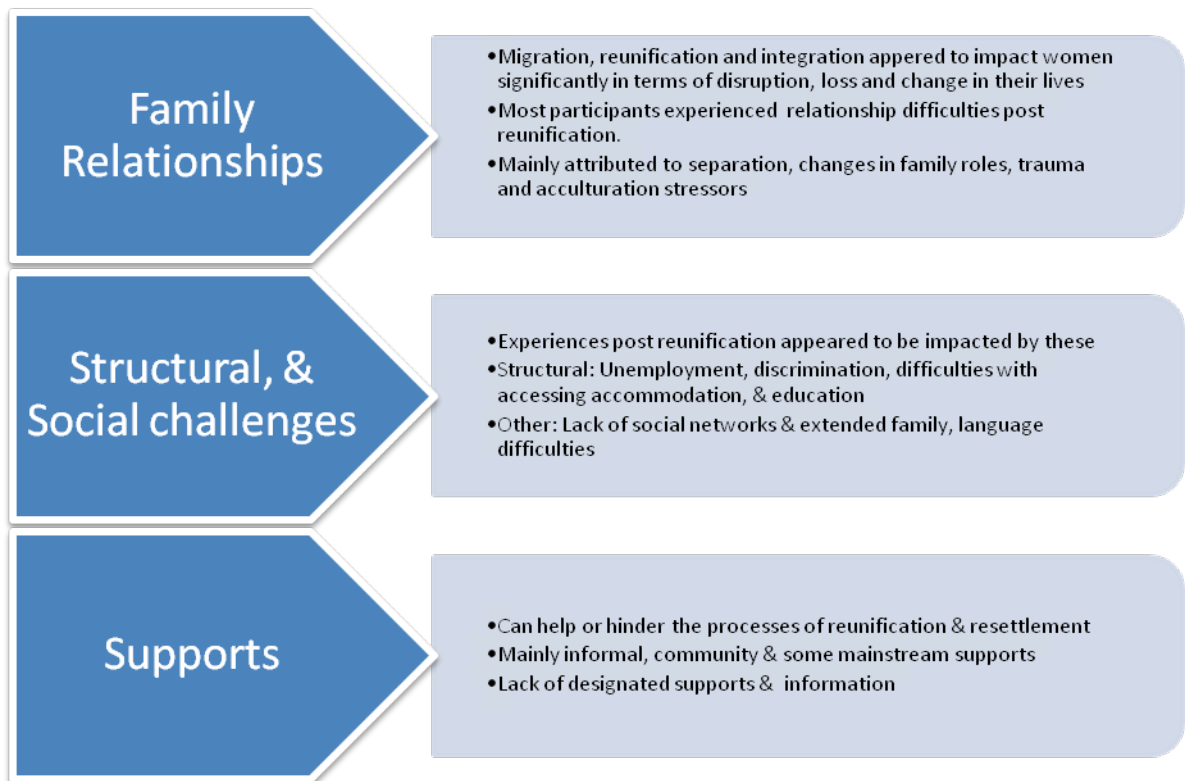 Family
Relationships
•Migration, reunification and integration appered to impact women
significantly in terms of disruption, loss and change in their lives
•Most participants experienced relationship difficulties post
reunification.
•Mainly attributed to separation, changes in family roles, trauma
and acculturation stressors
Structural, &
Social challenges
•Experiences post reunification appeared to be impacted by these
•Structural: Unemployment, discrimination, difficulties with
accessing accommodation, & education
•Other: Lack of social networks & extended family, language
difficulties
Supports
•Can help or hinder the processes of reunification & resettlement
•Mainly informal, community & some mainstream supports
•Lack of designated supports & information